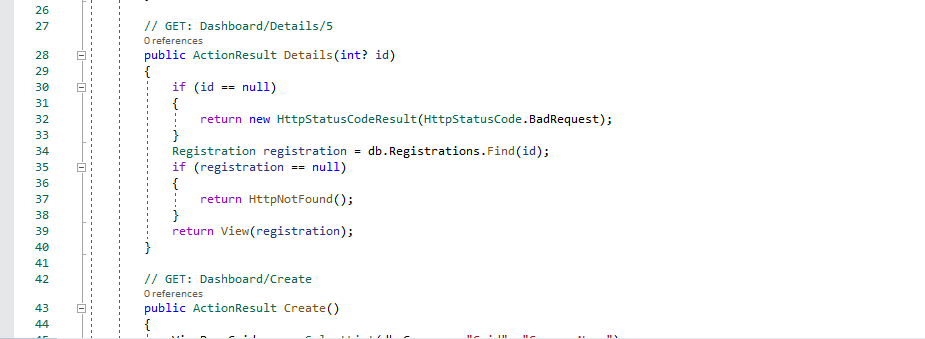 26
27 // GET: Dashboard/Details/5
0 references
28 public ActionResult Details(int? id)
29 {
30 if (id == null)
31 {
32 return new HttpStatusCodeResult(HttpStatusCode.BadRequest);
33 }
34 Registration registration = db.Registrations.Find(id);
35 if (registration == null)
36 {
37 return HttpNotFound();
38 }
39 return View(registration);
40 }
41
42 // GET: Dashboard/Create
0 references
43 public ActionResult Create()
44 {